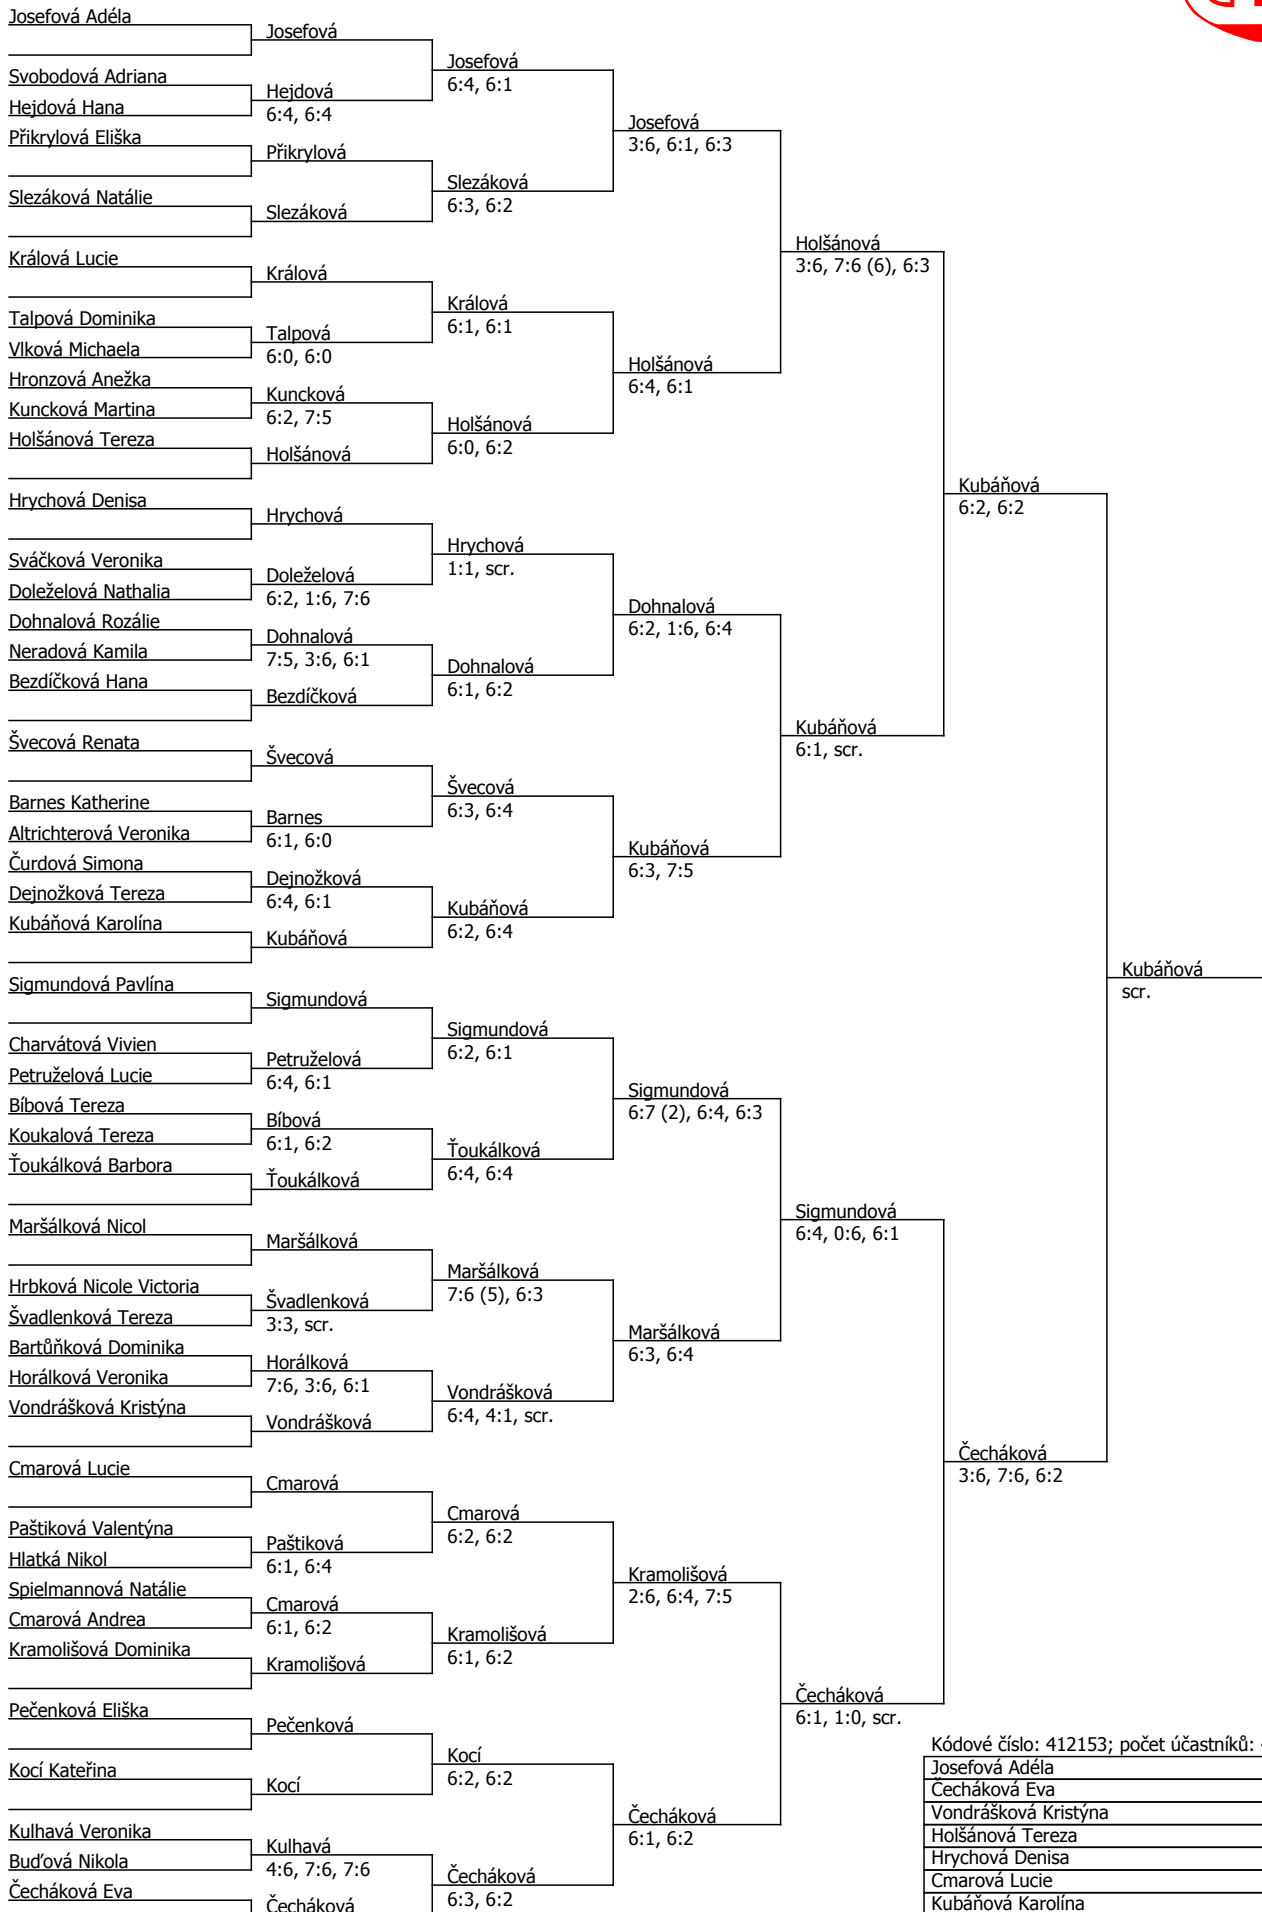 Josefová Adéla
Svobodová Adriana
Hejdová Hana
Přikrylová Eliška
Slezáková Natálie
Králová Lucie
Talpová Dominika
Vlková Michaela
Hronzová Anežka
Kuncková Martina
Holšánová Tereza
Hrychová Denisa
Sváčková Veronika
Doleželová Nathalia
Dohnalová Rozálie
Neradová Kamila
Bezdíčková Hana
Švecová Renata
Barnes Katherine
Altrichterová Veronika
Čurdová Simona
Dejnožková Tereza
Kubáňová Karolína
Sigmundová Pavlína
Charvátová Vivien
Petruželová Lucie
Bíbová Tereza
Koukalová Tereza
Ťoukálková Barbora
Maršálková Nicol
Hrbková Nicole Victoria
Švadlenková Tereza
Bartůňková Dominika
Horálková Veronika
Vondrášková Kristýna
Cmarová Lucie
Paštiková Valentýna
Hlatká Nikol
Spielmannová Natálie
Cmarová Andrea
Kramolišová Dominika
Pečenková Eliška
Kocí Kateřina
Kulhavá Veronika
Buďová Nikola
Čecháková Eva
Josefová
Hejdová
6:4, 6:4
Přikrylová
Slezáková
Králová
Talpová
6:0, 6:0
Kuncková
6:2, 7:5
Holšánová
Hrychová
Doleželová
6:2, 1:6, 7:6
Dohnalová
7:5, 3:6, 6:1
Bezdíčková
Švecová
Barnes
6:1, 6:0
Dejnožková
6:4, 6:1
Kubáňová
Sigmundová
Petruželová
6:4, 6:1
Bíbová
6:1, 6:2
Ťoukálková
Maršálková
Švadlenková
3:3, scr.
Horálková
7:6, 3:6, 6:1
Vondrášková
Cmarová
Paštiková
6:1, 6:4
Cmarová
6:1, 6:2
Kramolišová
Pečenková
Kocí
Kulhavá
4:6, 7:6, 7:6
Čecháková
Josefová
6:4, 6:1
Slezáková
6:3, 6:2
Králová
6:1, 6:1
Holšánová
6:0, 6:2
Hrychová
1:1, scr.
Dohnalová
6:1, 6:2
Švecová
6:3, 6:4
Kubáňová
6:2, 6:4
Sigmundová
6:2, 6:1
Ťoukálková
6:4, 6:4
Maršálková
7:6 (5), 6:3
Vondrášková
6:4, 4:1, scr.
Cmarová
6:2, 6:2
Kramolišová
6:1, 6:2
Kocí
6:2, 6:2
Čecháková
6:3, 6:2
Josefová
3:6, 6:1, 6:3
Holšánová
6:4, 6:1
Dohnalová
6:2, 1:6, 6:4
Kubáňová
6:3, 7:5
Sigmundová
6:7 (2), 6:4, 6:3
Maršálková
6:3, 6:4
Kramolišová
2:6, 6:4, 7:5
Čecháková
6:1, 6:2
Holšánová
3:6, 7:6 (6), 6:3
Kubáňová
6:1, scr.
Sigmundová
6:4, 0:6, 6:1
Čecháková
6:1, 1:0, scr.
Kubáňová
6:2, 6:2
Čecháková
3:6, 7:6, 6:2
Kubáňová
scr.
Kódové číslo: 412153; počet účastníků:
Josefová Adéla
Čecháková Eva
Vondrášková Kristýna
Holšánová Tereza
Hrychová Denisa
Cmarová Lucie
Kubáňová Karolína